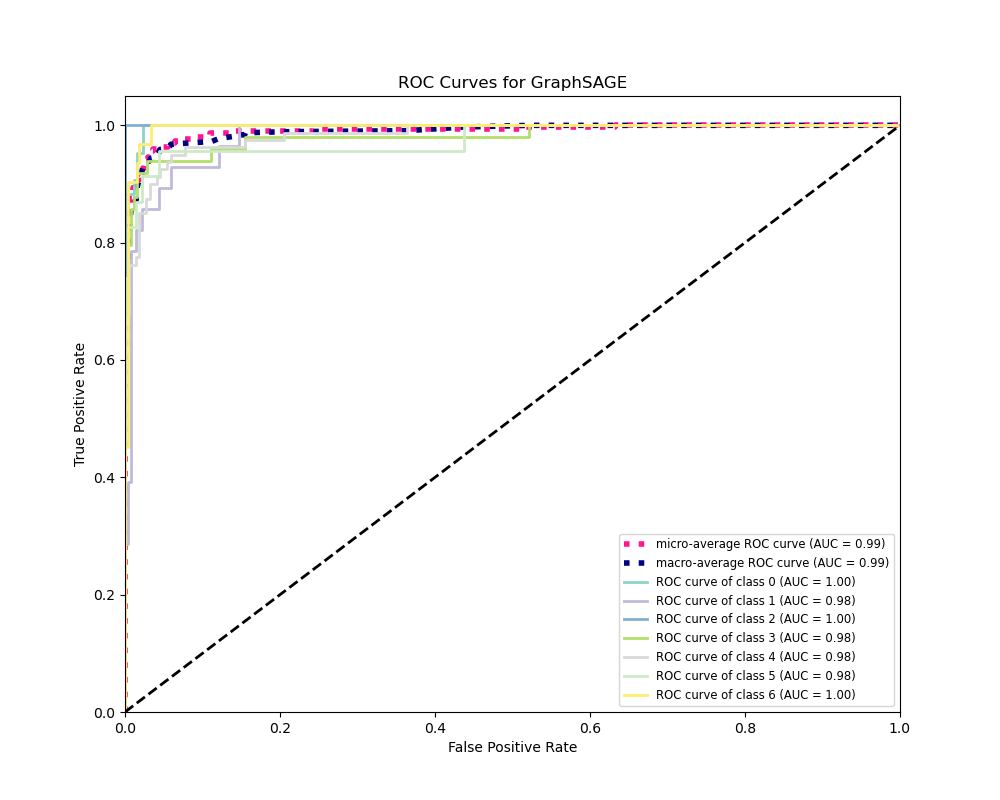 ROC Curves for GraphSAGE
True Positive Rate
1.0
0.8
0.6
0.4
0.2
0.0
0.0 0.2 0.4 0.6 0.8 1.0
False Positive Rate
micro-average ROC curve (AUC = 0.99)
macro-average ROC curve (AUC = 0.99)
ROC curve of class 0 (AUC = 1.00)
ROC curve of class 1 (AUC = 0.98)
ROC curve of class 2 (AUC = 1.00)
ROC curve of class 3 (AUC = 0.98)
ROC curve of class 4 (AUC = 0.98)
ROC curve of class 5 (AUC = 0.98)
ROC curve of class 6 (AUC = 1.00)